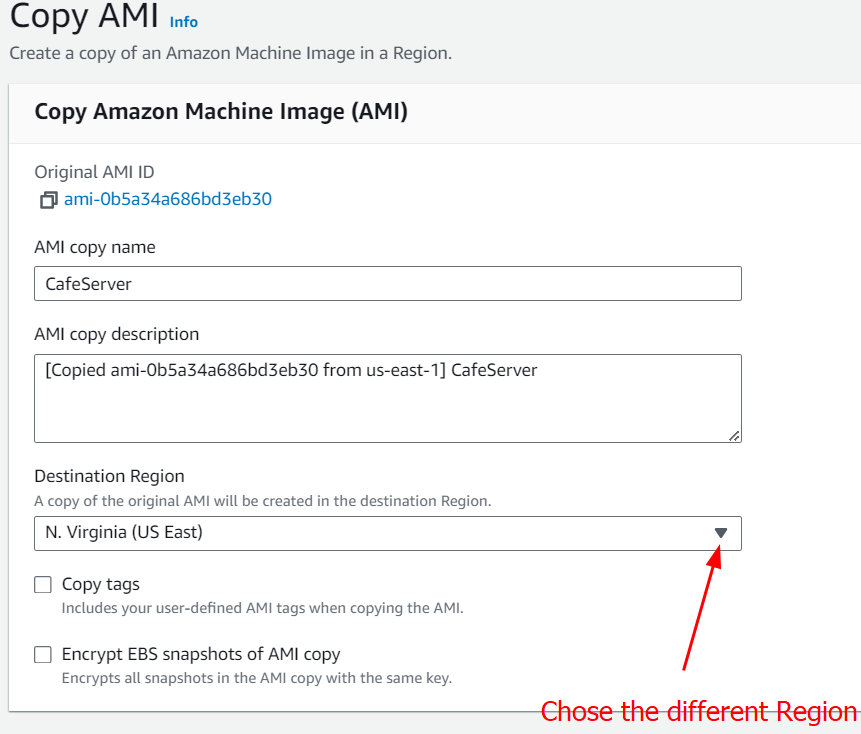 Copy AMI Info
Create a copy of an Amazon Machine Image in a Region.
Copy Amazon Machine Image (AMI)
Original AMI ID
ami-0b5a34a686bd3eb30
AMI copy name
CafeServer
AMI copy description
[Copied ami-0b5a34a686bd3eb30 from us-east-1] CafeServer
Destination Region
A copy of the original AMI will be created in the destination Region.
N. Virginia (US East)
Copy tags
Includes your user-defined AMI tags when copying the AMI.
Encrypt EBS snapshots of AMI copy
Encrypts all snapshots in the AMI copy with the same key.
Chose the different Region